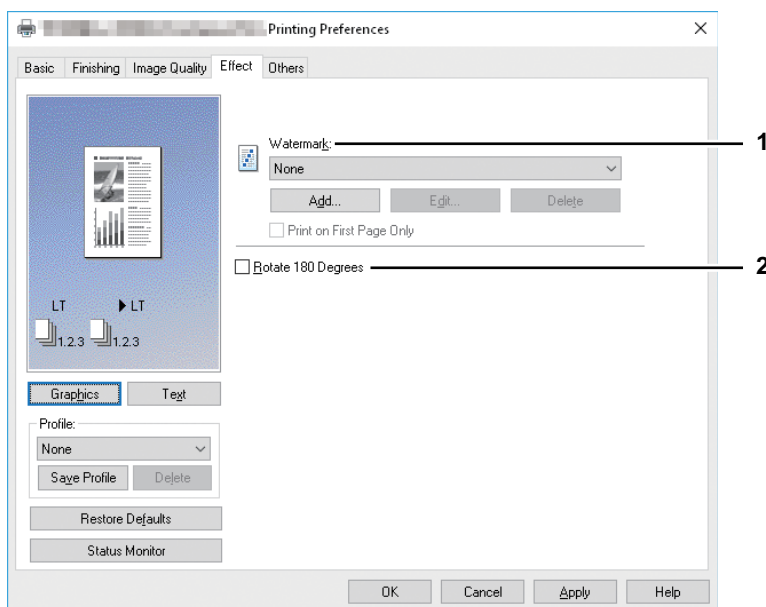 Printing Preferences
Basic Finishing Image Quality Effect Others
Watermark: 1
None
Add... Edit... Delete
Print on First Page Only
Rotate 180 Degrees 2
LT LT
1.2.3 1.2.3
Graphics Text
Profile:
None
Save Profile Delete
Restore Defaults
Status Monitor
OK Cancel Apply Help